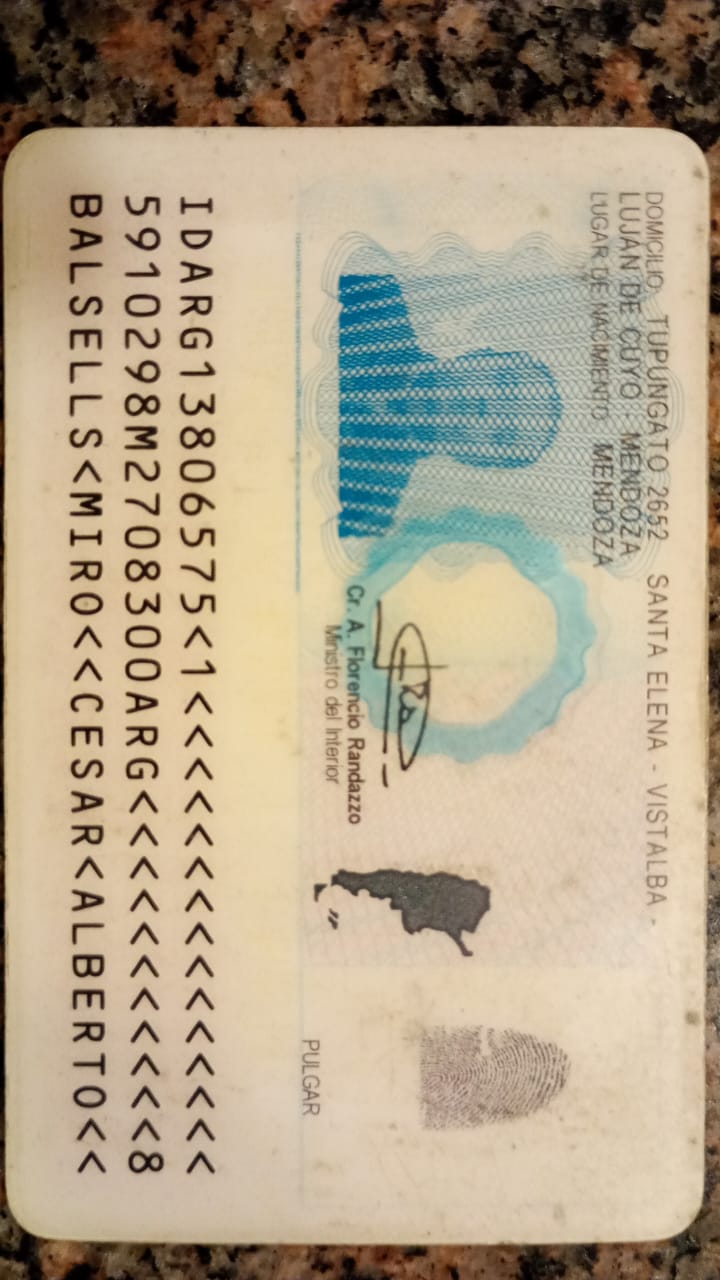 DOMICILIO: TUPUNGATO 2652 SANTA ELENA - VISTALBA -
LUJÁN DE CUYO - MENDOZA
LUGAR DE NACIMIENTO: MENDOZA
Cr. A. Florencio Randazzo
Ministro del Interior
PULGAR
IDARG13806575<1<<<<<<<<<<<<<<<
5910298M2708300ARG<<<<<<<<<<<8
BALSELLS<MIRO<<CESAR<ALBERTO<<